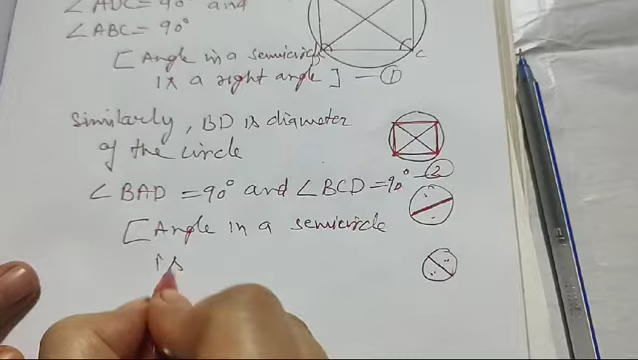 ∠ADC = 90° and
∠ABC = 90°
[Angle in a semicircle
is a right angle] — ①
C
Similarly, BD is diameter
of the circle
∠BAD = 90° and ∠BCD = 90° — ②
[Angle in a semicircle
is